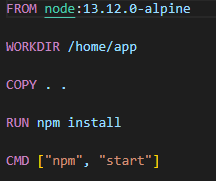 FROM node:13.12.0-alpine
WORKDIR /home/app
COPY . .
RUN npm install
CMD ["npm", "start"]